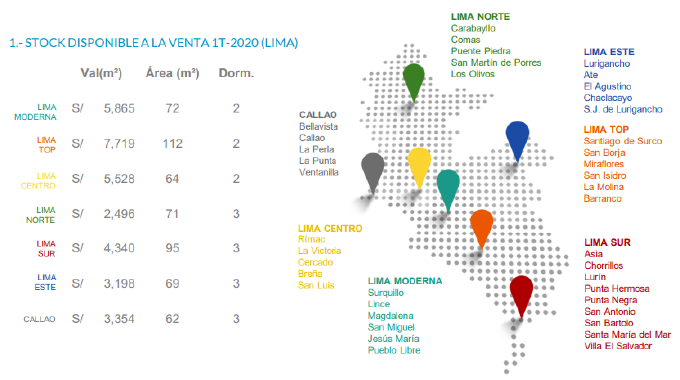 1.- STOCK DISPONIBLE A LA VENTA 1T-2020 (LIMA)
Val(m²) Área (m²) Dorm.
LIMA MODERNA S/ 5,865 72 2
LIMA TOP S/ 7,719 112 2
LIMA CENTRO S/ 5,528 64 2
LIMA NORTE S/ 2,496 71 3
LIMA SUR S/ 4,340 95 3
LIMA ESTE S/ 3,198 69 3
CALLAO S/ 3,354 62 3
LIMA NORTE
Carabayllo
Comas
Puente Piedra
San Martín de Porres
Los Olivos
LIMA ESTE
Lurigancho
Ate
El Agustino
Chaclacayo
S.J. de Lurigancho
CALLAO
Bellavista
Callao
La Perla
La Punta
Ventanilla
LIMA TOP
Santiago de Surco
San Borja
Miraflores
San Isidro
La Molina
Barranco
LIMA CENTRO
Rímac
La Victoria
Cercado
Breña
San Luis
LIMA MODERNA
Surquillo
Lince
Magdalena
San Miguel
Jesús María
Pueblo Libre
LIMA SUR
Asia
Chorrillos
Lurín
Punta Hermosa
Punta Negra
San Antonio
San Bartolo
Santa María del Mar
Villa El Salvador